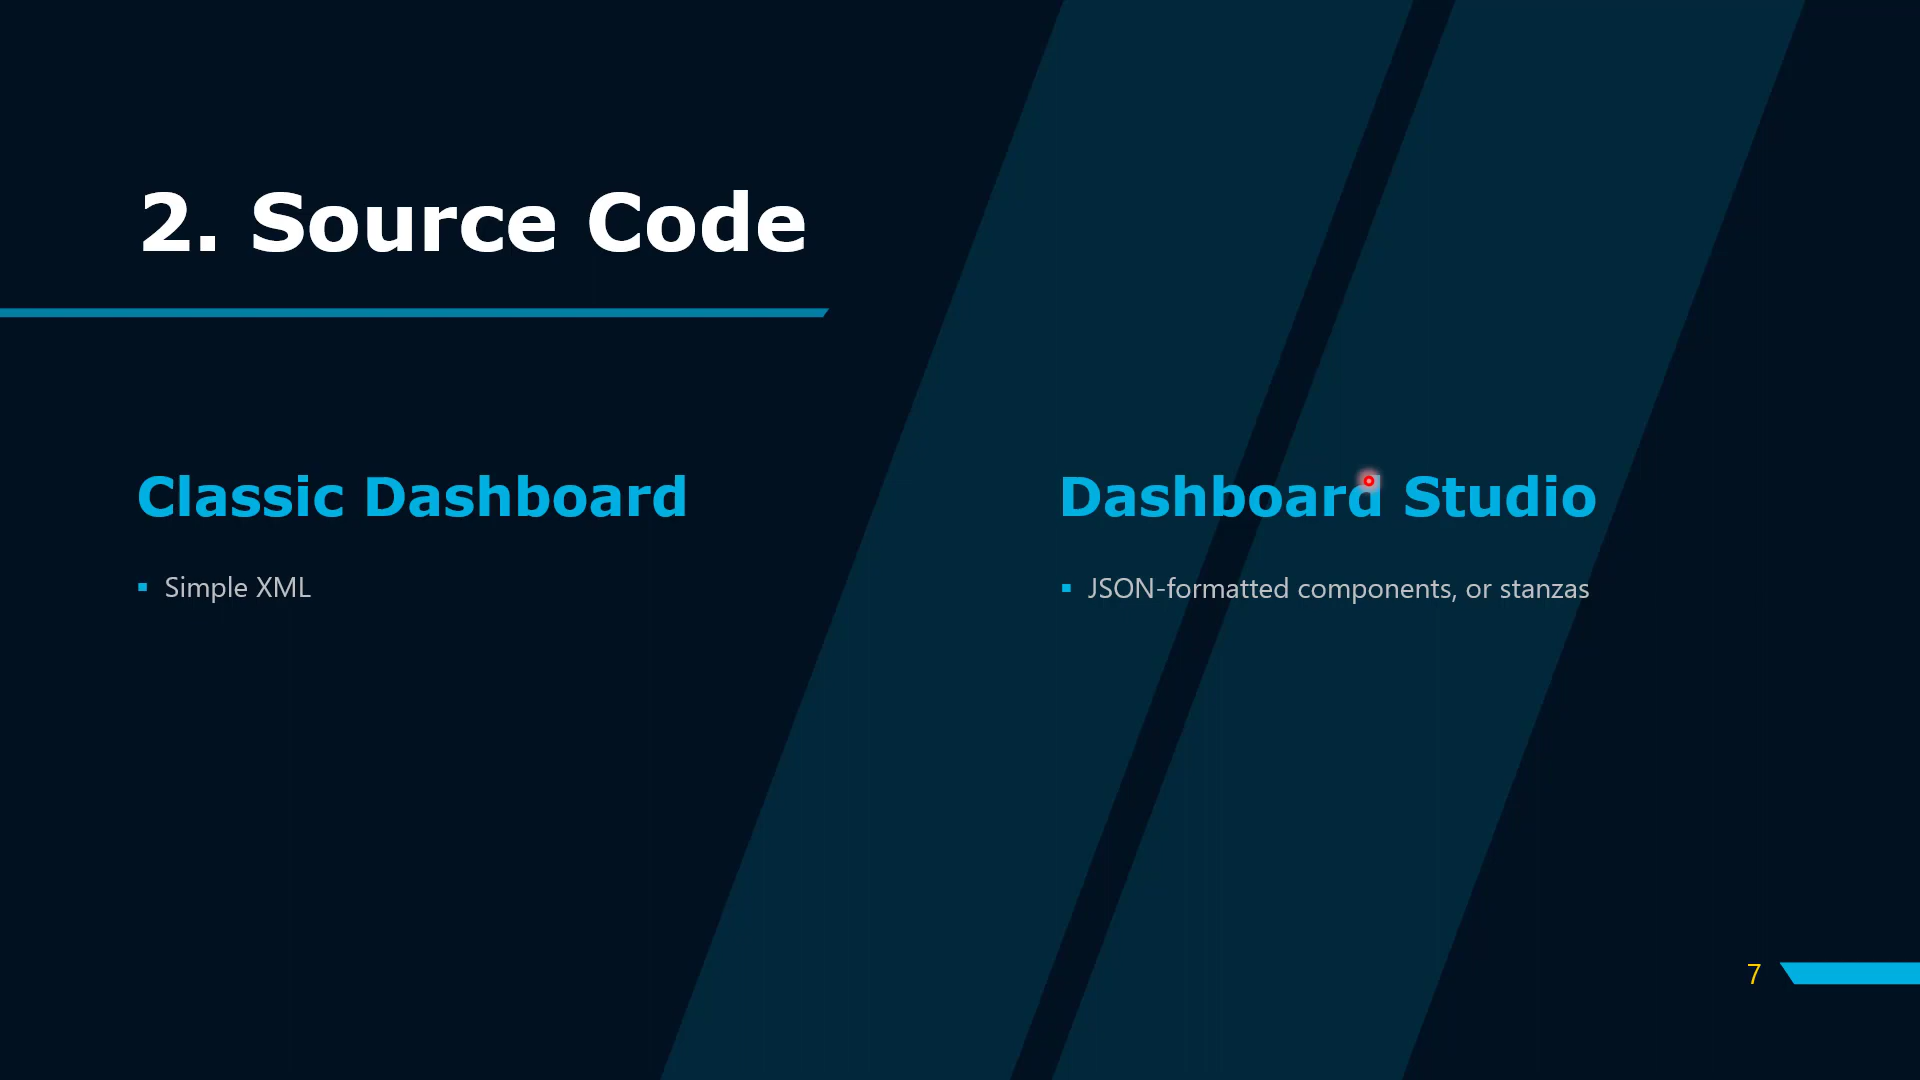 2. Source Code
Classic Dashboard
▪ Simple XML
Dashboard Studio
▪ JSON-formatted components, or stanzas
7